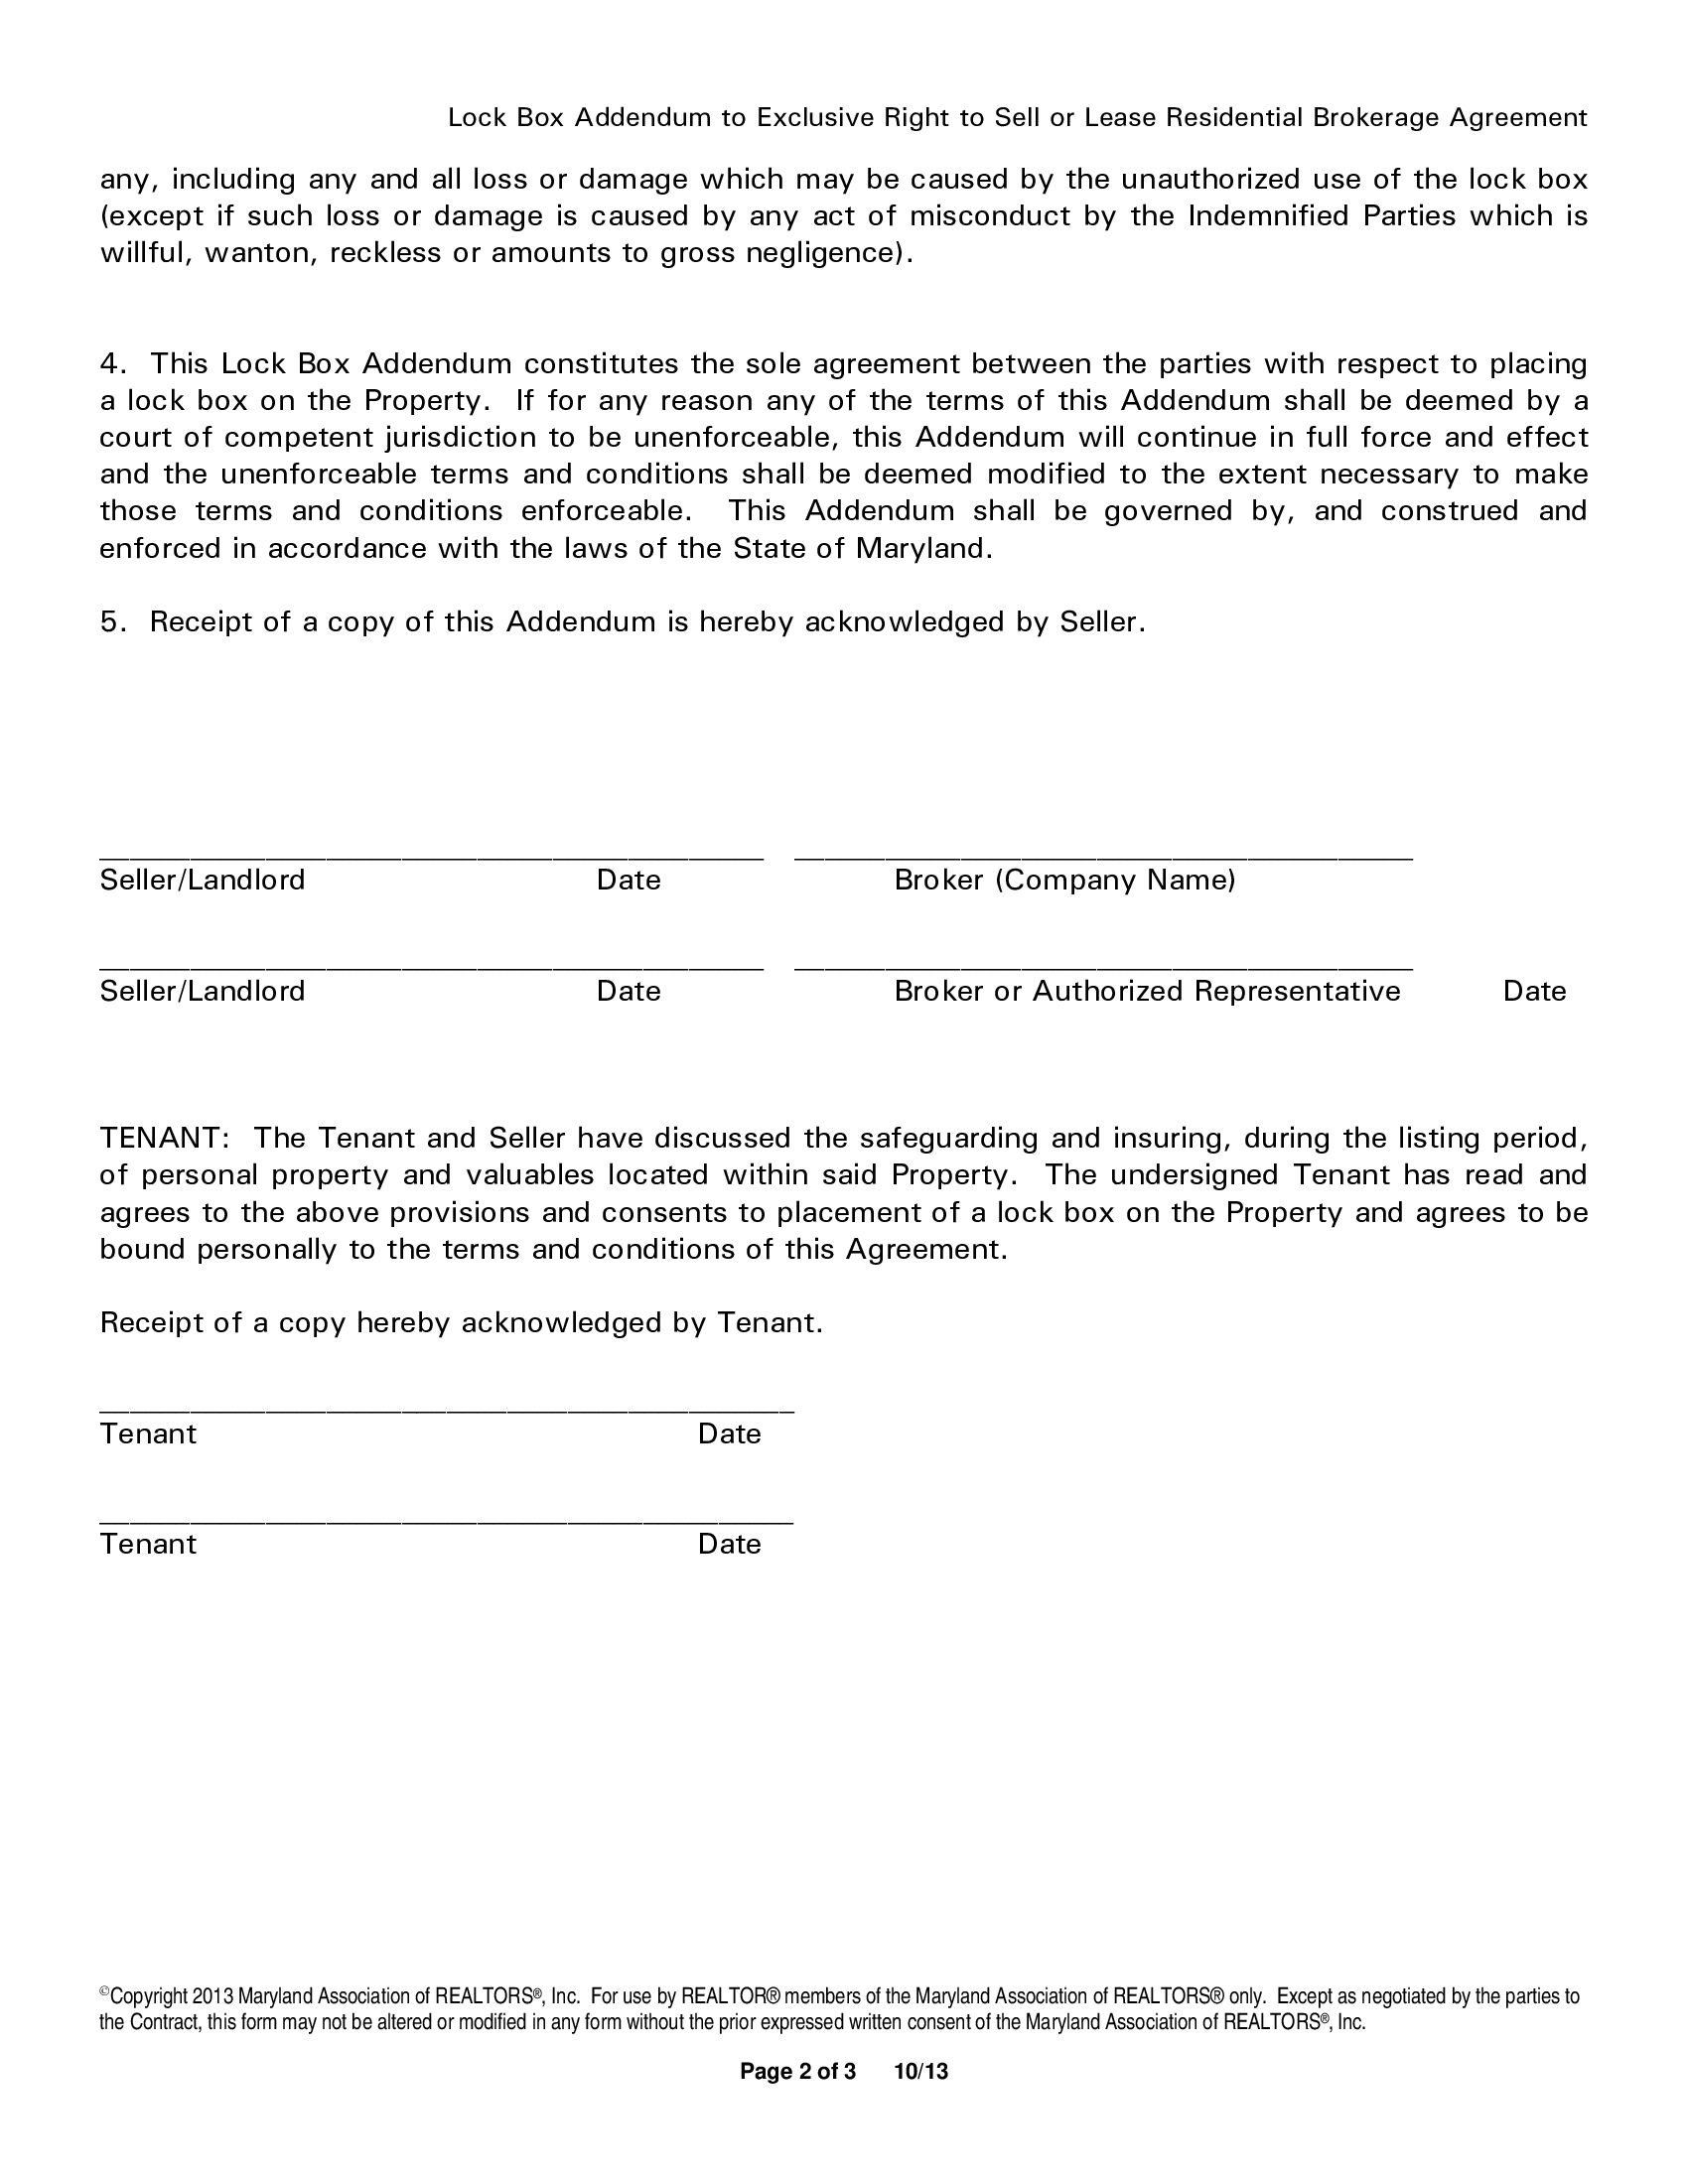 Lock Box Addendum to Exclusive Right to Sell or Lease Residential Brokerage Agreement
any, including any and all loss or damage which may be caused by the unauthorized use of the lock box
(except if such loss or damage is caused by any act of misconduct by the Indemnified Parties which is
willful, wanton, reckless or amounts to gross negligence).
4. This Lock Box Addendum constitutes the sole agreement between the parties with respect to placing
a lock box on the Property. If for any reason any of the terms of this Addendum shall be deemed by a
court of competent jurisdiction to be unenforceable, this Addendum will continue in full force and effect
and the unenforceable terms and conditions shall be deemed modified to the extent necessary to make
those terms and conditions enforceable. This Addendum shall be governed by, and construed and
enforced in accordance with the laws of the State of Maryland.
5. Receipt of a copy of this Addendum is hereby acknowledged by Seller.
Seller/Landlord Date Broker (Company Name)
Seller/Landlord Date Broker or Authorized Representative Date
TENANT: The Tenant and Seller have discussed the safeguarding and insuring, during the listing period,
of personal property and valuables located within said Property. The undersigned Tenant has read and
agrees to the above provisions and consents to placement of a lock box on the Property and agrees to be
bound personally to the terms and conditions of this Agreement.
Receipt of a copy hereby acknowledged by Tenant.
Tenant Date
Tenant Date
©Copyright 2013 Maryland Association of REALTORS®, Inc. For use by REALTOR® members of the Maryland Association of REALTORS® only. Except as negotiated by the parties to
the Contract, this form may not be altered or modified in any form without the prior expressed written consent of the Maryland Association of REALTORS®, Inc.
Page 2 of 3 10/13